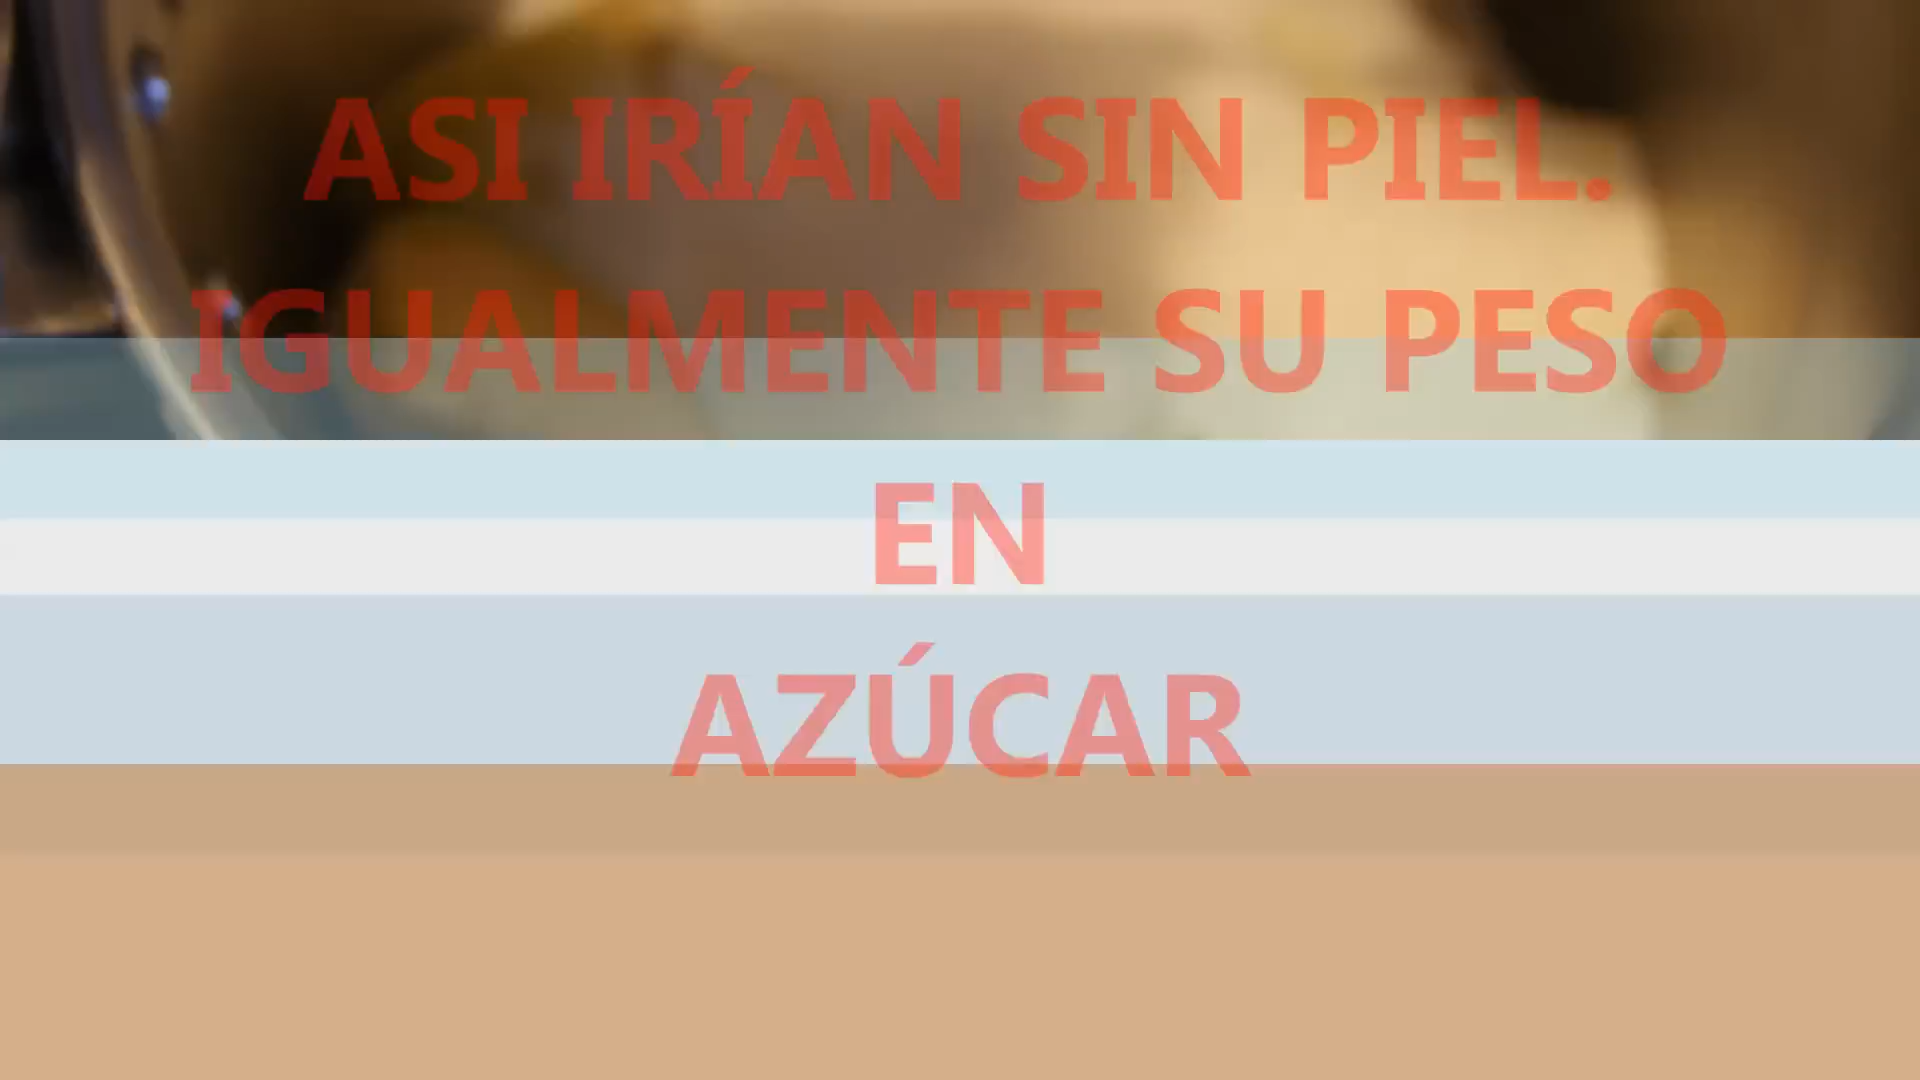 ASI IRÍAN SIN PIEL.
IGUALMENTE SU PESO
EN
AZÚCAR